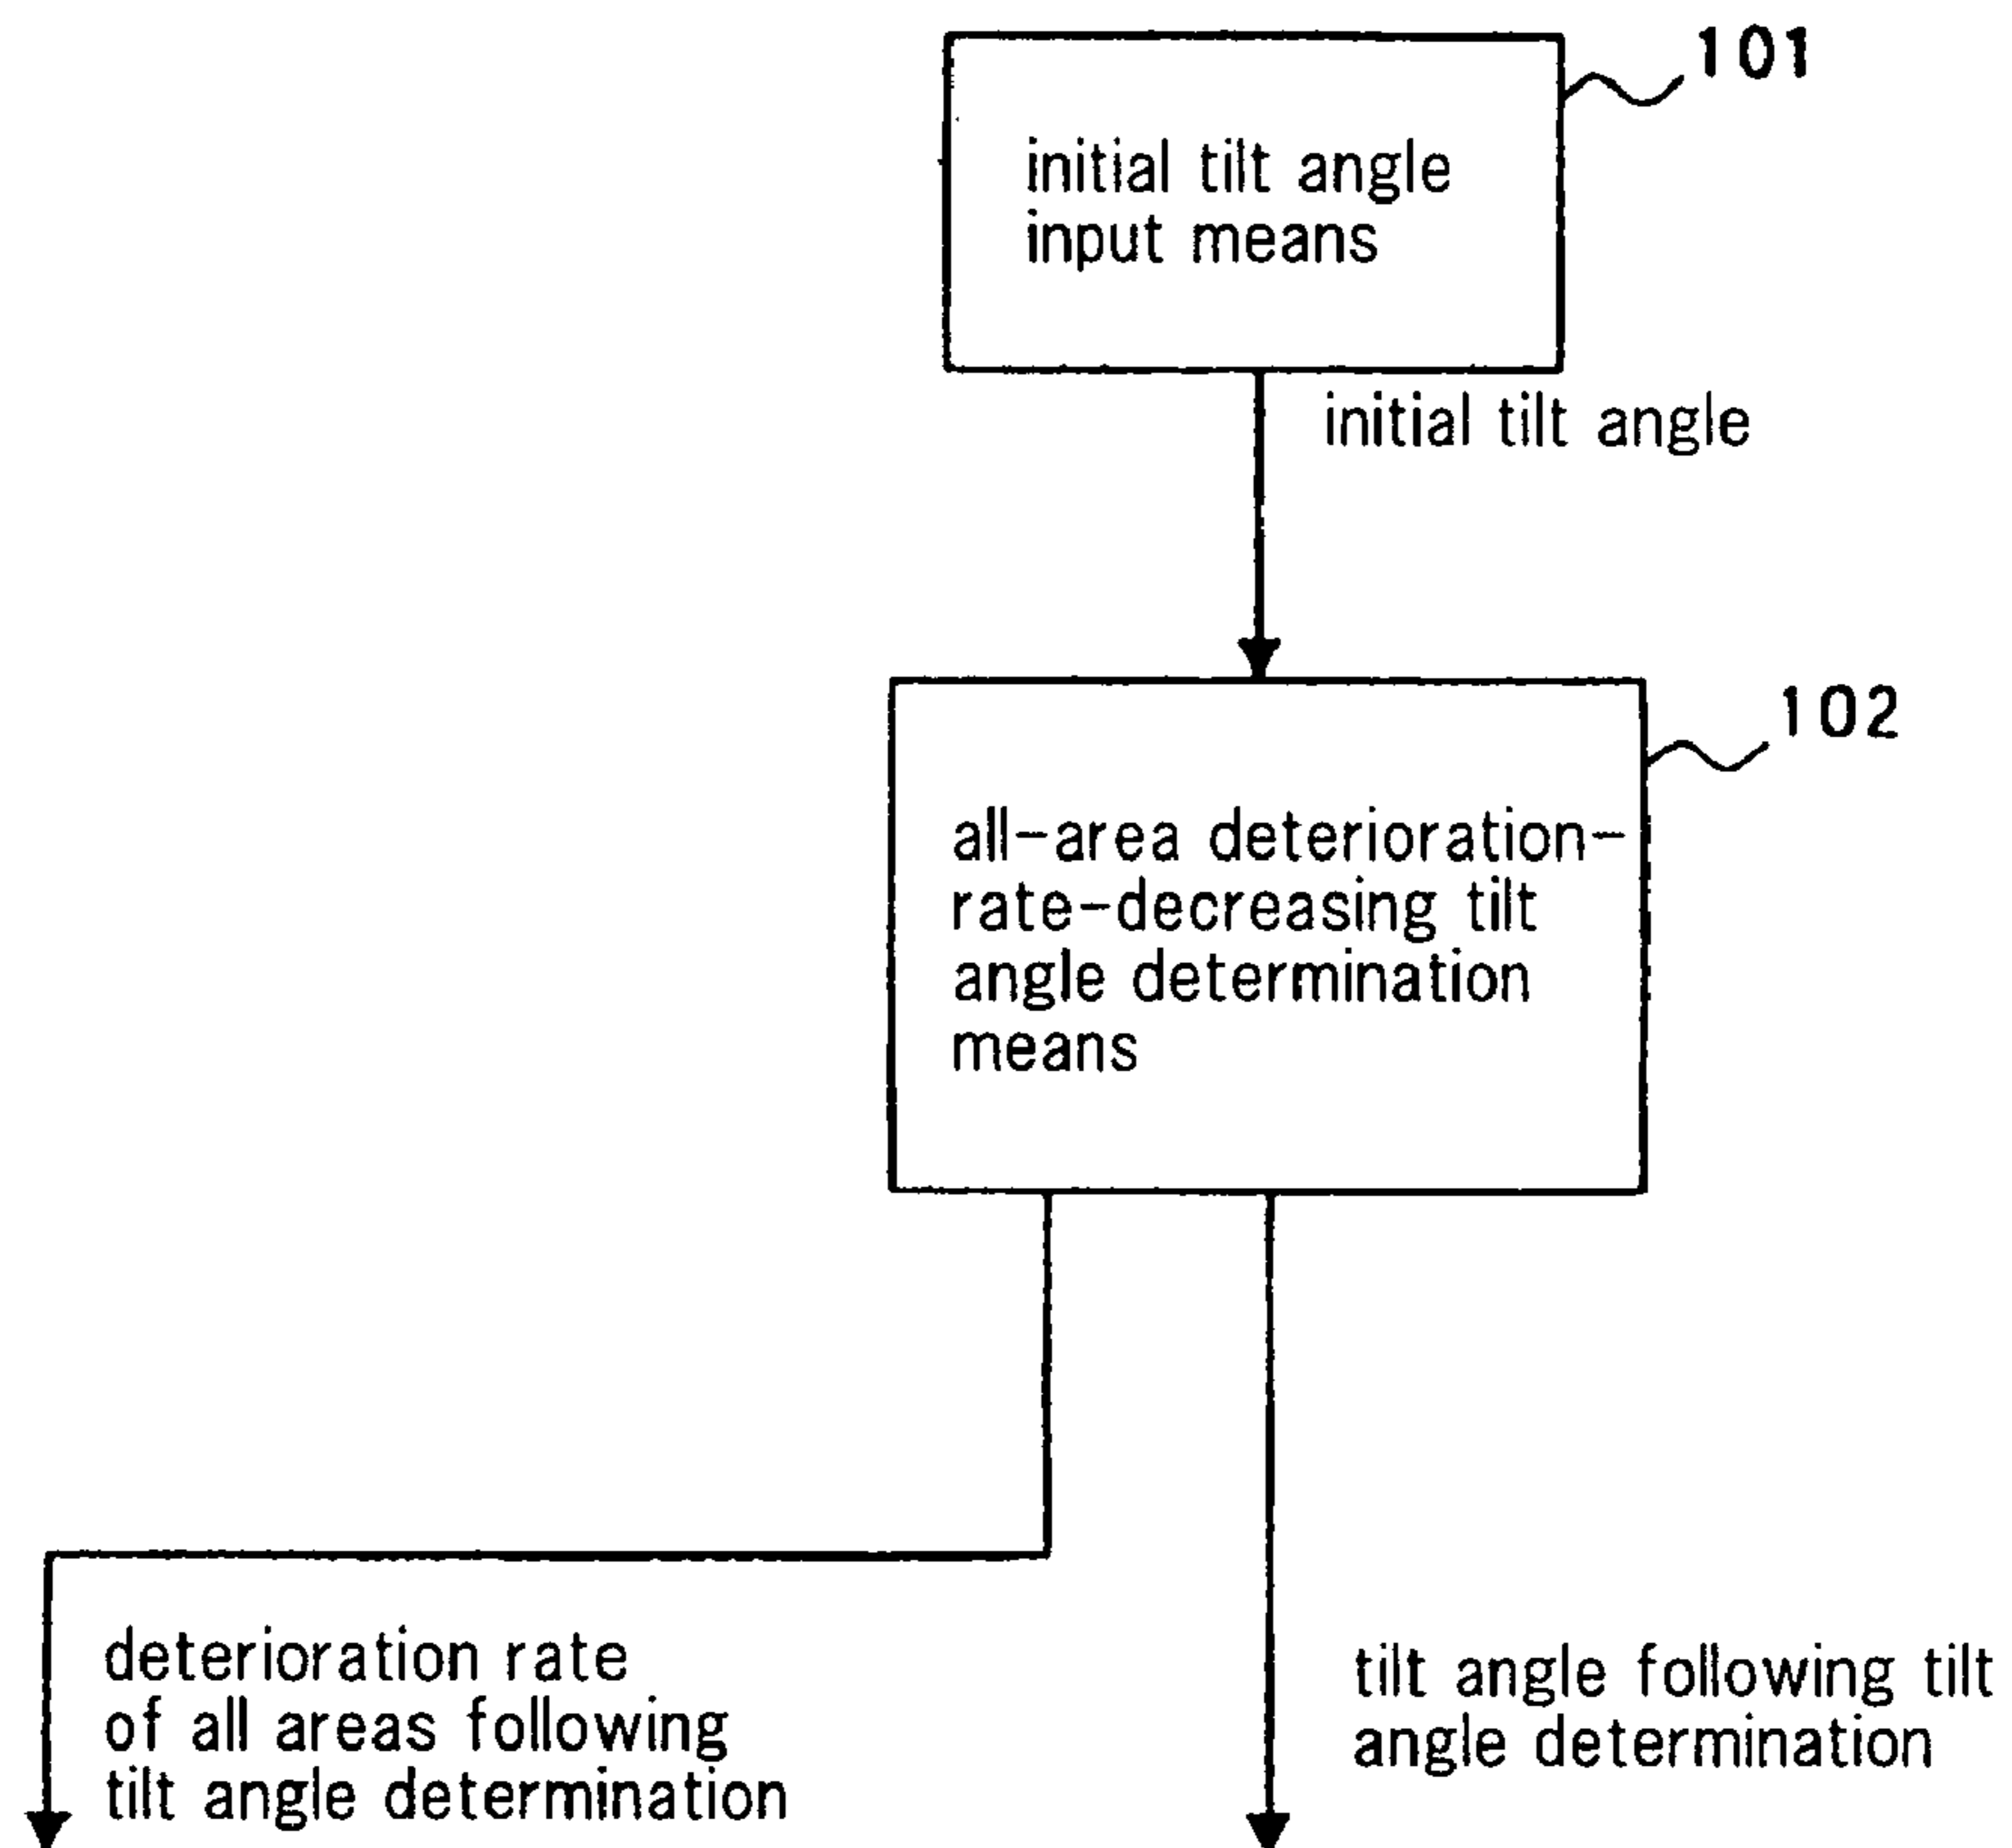 101
initial tilt angle
input means
initial tilt angle
102
all-area deterioration-
rate-decreasing tilt
angle determination
means
deterioration rate
of all areas following
tilt angle determination
tilt angle following tilt
angle determination